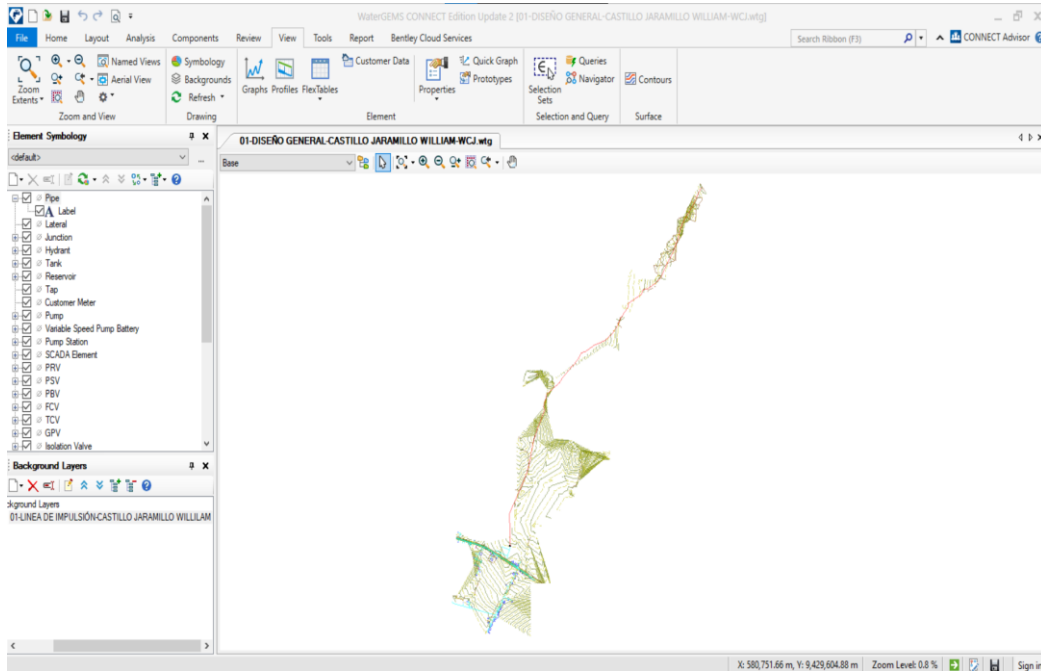 WaterGEMS CONNECT Edition Update 2 [01-DISEÑO GENERAL-CASTILLO JARAMILLO WILLIAM-WCJ.wtg]
File Home Layout Analysis Components Review View Tools Report Bentley Cloud Services
Search Ribbon (F3)
CONNECT Advisor
Zoom Extents
Named Views
Aerial View
Zoom and View
Symbology
Backgrounds
Refresh
Drawing
Graphs Profiles FlexTables
Customer Data
Properties
Quick Graph
Prototypes
Element
Selection Sets
Queries
Navigator
Selection and Query
Contours
Surface
Element Symbology
<default>
Pipe
Label
Lateral
Junction
Hydrant
Tank
Reservoir
Tap
Customer Meter
Pump
Variable Speed Pump Battery
Pump Station
SCADA Element
PRV
PSV
PBV
FCV
TCV
GPV
Isolation Valve
Background Layers
ckground Layers
01-LINEA DE IMPULSIÓN-CASTILLO JARAMILLO WILLILAM
01-DISEÑO GENERAL-CASTILLO JARAMILLO WILLIAM-WCJ.wtg
Base
X: 580,751.66 m, Y: 9,429,604.88 m Zoom Level: 0.8 % Sign in